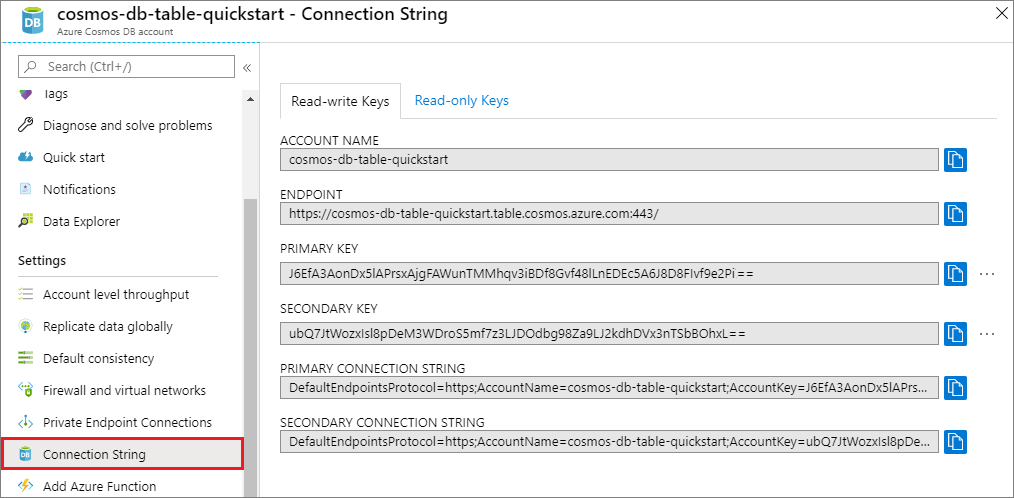 cosmos-db-table-quickstart - Connection String
Azure Cosmos DB account
Search (Ctrl+/)
«
Tags
Diagnose and solve problems
Quick start
Notifications
Data Explorer
Settings
Account level throughput
Replicate data globally
Default consistency
Firewall and virtual networks
Private Endpoint Connections
DB Connection String
Add Azure Function
Read-write Keys Read-only Keys
ACCOUNT NAME
cosmos-db-table-quickstart
ENDPOINT
https://cosmos-db-table-quickstart.table.cosmos.azure.com:443/
PRIMARY KEY
J6EfA3AonDx5lAPrsxAjgFAWunTMMhqv3iBDf8Gvf48lLnEDEc5A6J8D8FIvf9e2Pi==
SECONDARY KEY
ubQ7JtWozxIsl8pDeM3WDroS5mf7z3LJDOdbg98Za9LJ2kdhDVx3nTSbBOhxL==
PRIMARY CONNECTION STRING
DefaultEndpointsProtocol=https;AccountName=cosmos-db-table-quickstart;AccountKey=J6EfA3AonDx5lAPrs...
SECONDARY CONNECTION STRING
DefaultEndpointsProtocol=https;AccountName=cosmos-db-table-quickstart;AccountKey=ubQ7JtWozxIsl8pDe...